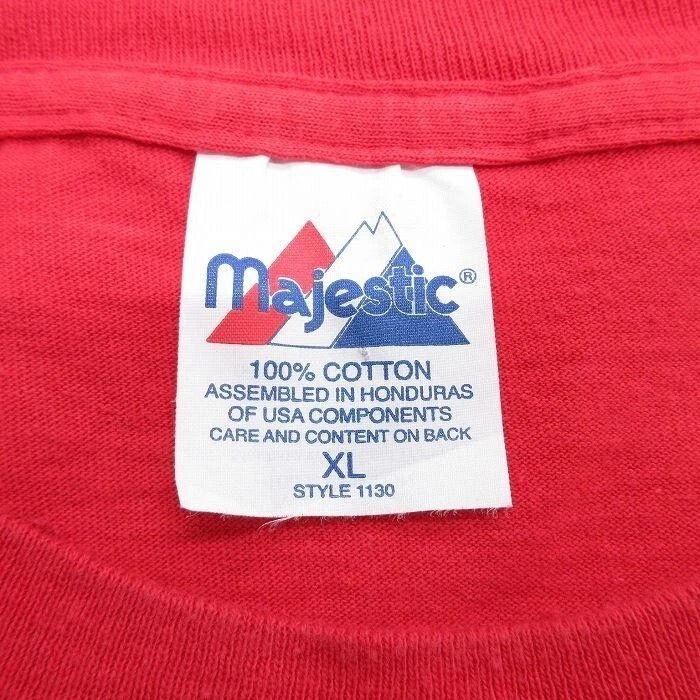 Majestic®
100% COTTON
ASSEMBLED IN HONDURAS
OF USA COMPONENTS
CARE AND CONTENT ON BACK
XL
STYLE 1130